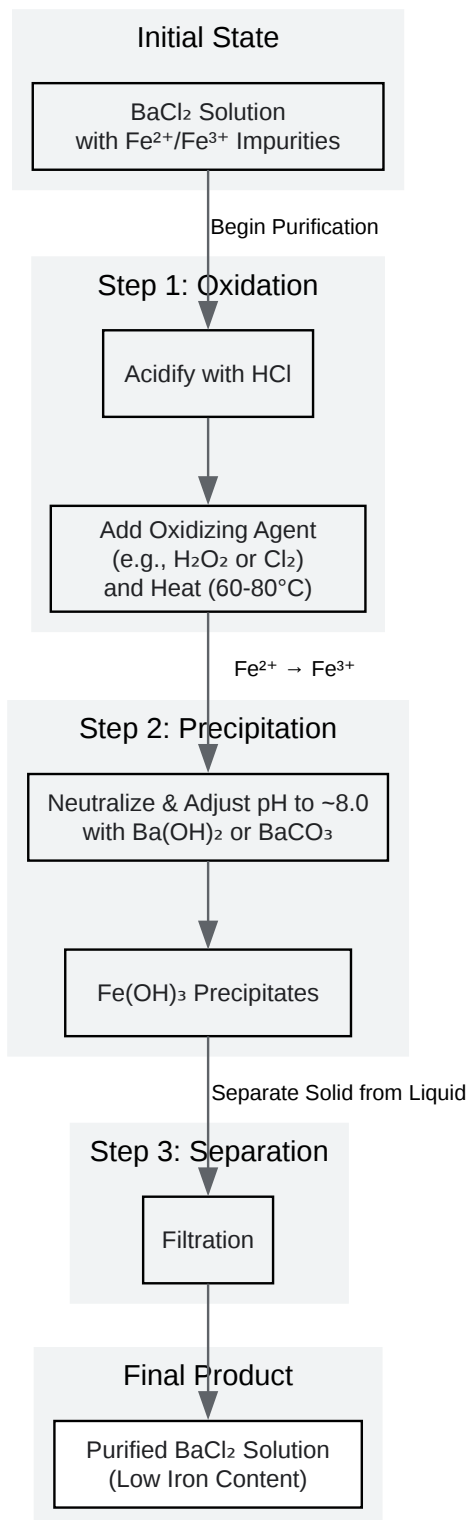 Initial State
BaCl₂ Solution
with Fe²⁺/Fe³⁺ Impurities
Begin Purification
Step 1: Oxidation
Acidify with HCl
Add Oxidizing Agent
(e.g., H₂O₂ or Cl₂)
and Heat (60-80°C)
Fe²⁺ → Fe³⁺
Step 2: Precipitation
Neutralize & Adjust pH to ~8.0
with Ba(OH)₂ or BaCO₃
Fe(OH)₃ Precipitates
Separate Solid from Liquid
Step 3: Separation
Filtration
Final Product
Purified BaCl₂ Solution
(Low Iron Content)